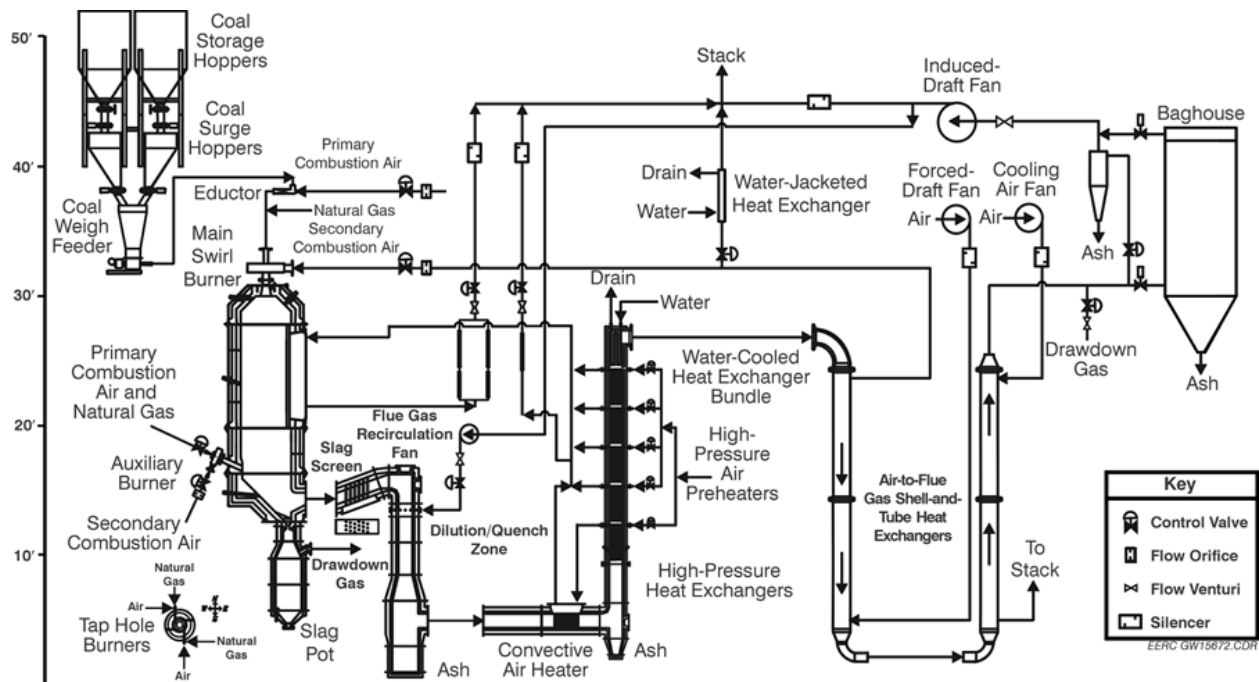 50'
40'
30'
20'
10'
Coal
Storage
Hoppers
Coal
Surge
Hoppers
Coal
Weigh
Feeder
Eductor
Primary
Combustion Air
Natural Gas
Secondary
Combustion Air
Main
Swirl
Burner
Primary
Combustion
Air and
Natural Gas
Auxiliary
Burner
Secondary
Combustion Air
Natural
Gas
Air
Tap Hole
Burners
Natural
Gas
Air
Slag
Pot
Drawdown
Gas
Slag
Screen
Flue Gas
Recirculation
Fan
Dilution/Quench
Zone
Ash
Convective
Air Heater
Ash
High-Pressure
Heat Exchangers
High-
Pressure
Air
Preheaters
Water-Cooled
Heat Exchanger
Bundle
Drain
Water
Stack
Drain
Water
Water-Jacketed
Heat Exchanger
Induced-
Draft Fan
Forced-
Draft Fan
Air
Cooling
Air Fan
Air
Ash
Baghouse
Drawdown
Gas
Ash
Air-to-Flue
Gas Shell-and-
Tube Heat
Exchangers
To
Stack
Key
Control Valve
Flow Orifice
Flow Venturi
Silencer
EERC GW15672.CDR